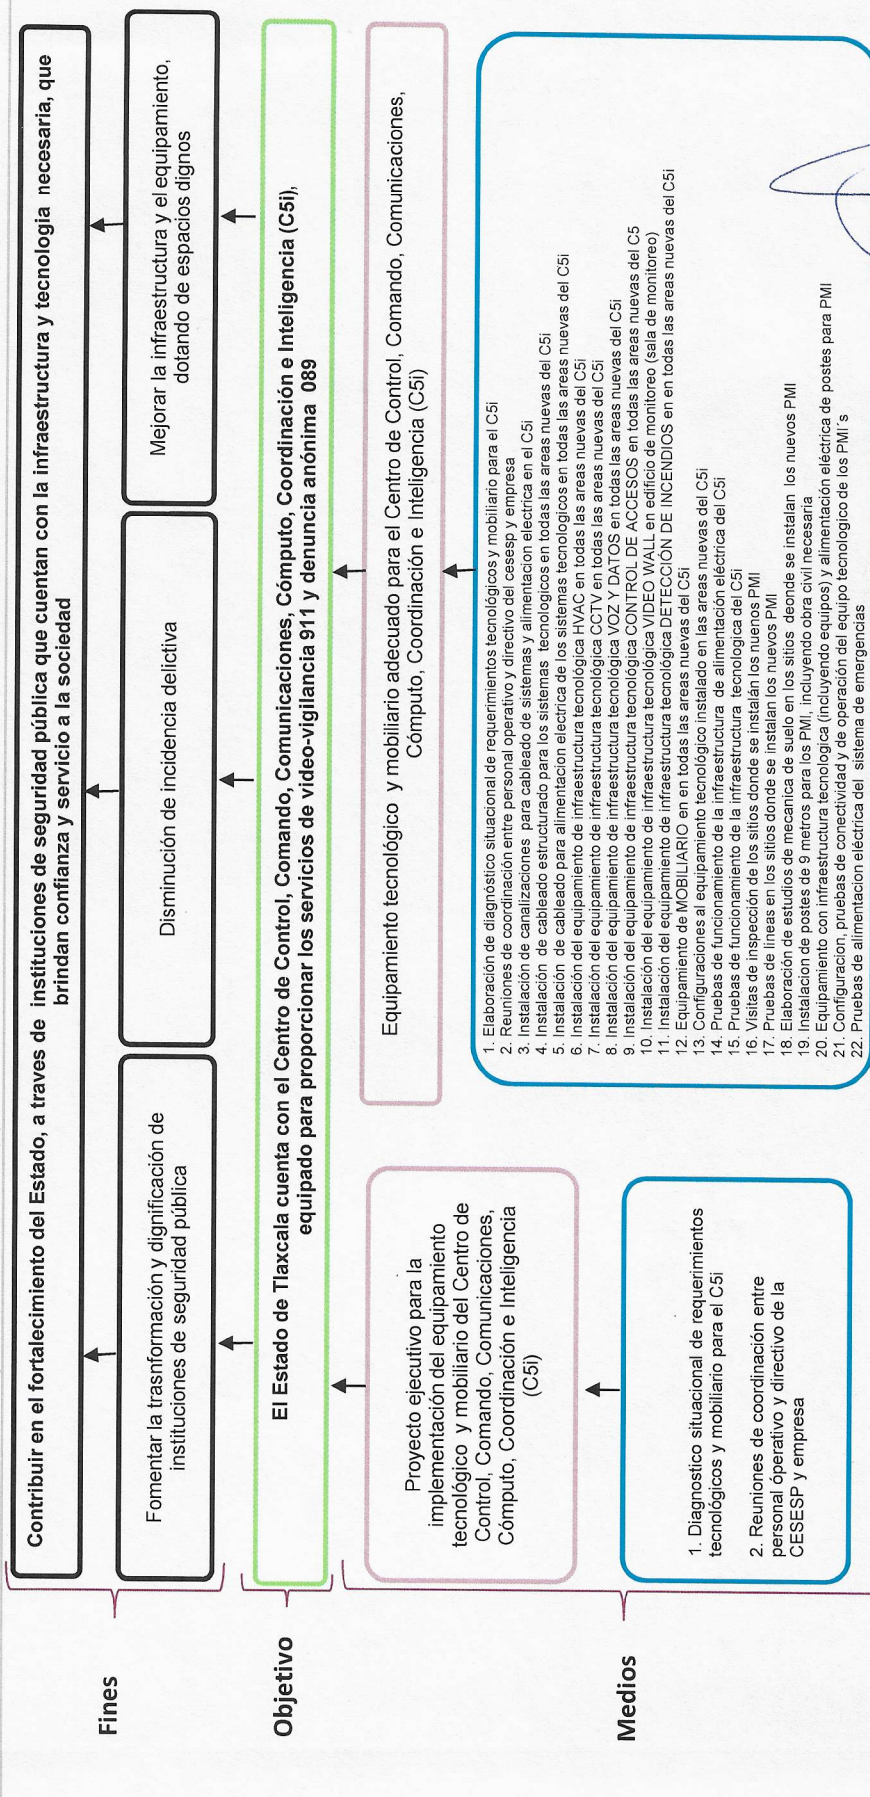 Fines
Contribuir en el fortalecimiento del Estado, a traves de instituciones de seguridad pública que cuentan con la infraestructura y tecnologia necesaria, que
brindan confianza y servicio a la sociedad
Fomentar la trasnformación y dignificación de
instituciones de seguridad pública
Disminución de incidencia delictiva
Mejorar la infraestructura y el equipamiento,
dotando de espacios dignos
Objetivo
El Estado de Tlaxcala cuenta con el Centro de Control, Comando, Comunicaciones, Cómputo, Coordinación e Inteligencia (C5i),
equipado para proporcionar los servicios de video-vigilancia 911 y denuncia anónima 089
Medios
Proyecto ejecutivo para la
implementación del equipamiento
tecnológico y mobiliario del Centro de
Control, Comando, Comunicaciones,
Cómputo, Coordinación e Inteligencia
(C5i)
Equipamiento tecnológico y mobiliario adecuado para el Centro de Control, Comando, Comunicaciones,
Cómputo, Coordinación e Inteligencia (C5i)
1. Diagnostico situacional de requerimientos
tecnológicos y mobiliario para el C5i
2. Reuniones de coordinación entre
personal óperativo y directivo de la
CESESP y empresa
1. Elaboración de diagnóstico situacional de requerimientos tecnológicos y mobiliario para el C5i
2. Reuniones de coordinación entre personal operativo y directivo del cesesp y empresa
3. Instalación de canalizaciones para cableado de sistemas y alimentacion electrica en el C5i
4. Instalación de cableado estructurado para los sistemas tecnologicos en todas las areas nuevas del C5i
5. Instalación de cableado para alimentacion electrica de los sistemas tecnologicos en todas las areas nuevas del C5i
6. Instalación del equipamiento de infraestructura tecnológica HVAC en todas las areas nuevas del C5i
7. Instalación del equipamiento de infraestructura tecnológica CCTV en todas las areas nuevas del C5i
8. Instalación del equipamiento de infraestructura tecnológica VOZ Y DATOS en todas las areas nuevas del C5i
9. Instalación del equipamiento de infraestructura tecnológica CONTROL DE ACCESOS en todas las areas nuevas del C5
10. Instalación del equipamiento de infraestructura tecnológica VIDEO WALL en edificio de monitoreo (sala de monitoreo)
11. Instalación del equipamiento de infraestructura tecnológica DETECCIÓN DE INCENDIOS en en todas las areas nuevas del C5i
12. Equipamiento de MOBILIARIO en en todas las areas nuevas del C5i
13. Configuraciones al equipamiento tecnológico instalado en las areas nuevas del C5i
14. Pruebas de funcionamiento de la infraestructura de alimentación eléctrica del C5i
15. Pruebas de funcionamiento de la infraestructura tecnologica del C5i
16. Visitas de inspección de los sitios donde se instalán los nuenos PMI
17. Pruebas de lineas en los sitios donde se instalan los nuevos PMI
18. Elaboración de estudios de mecanica de suelo en los sitios deonde se instalan los nuevos PMI
19. Instalacion de postes de 9 metros para los PMI, incluyendo obra civil necesaria
20. Equipamiento con infraestructura tecnologica (incluyendo equipos) y alimentación eléctrica de postes para PMI
21. Configuracion, pruebas de conectividad y de operación del equipo tecnologico de los PMI´s
22. Pruebas de alimentacion eléctrica del sistema de emergencias